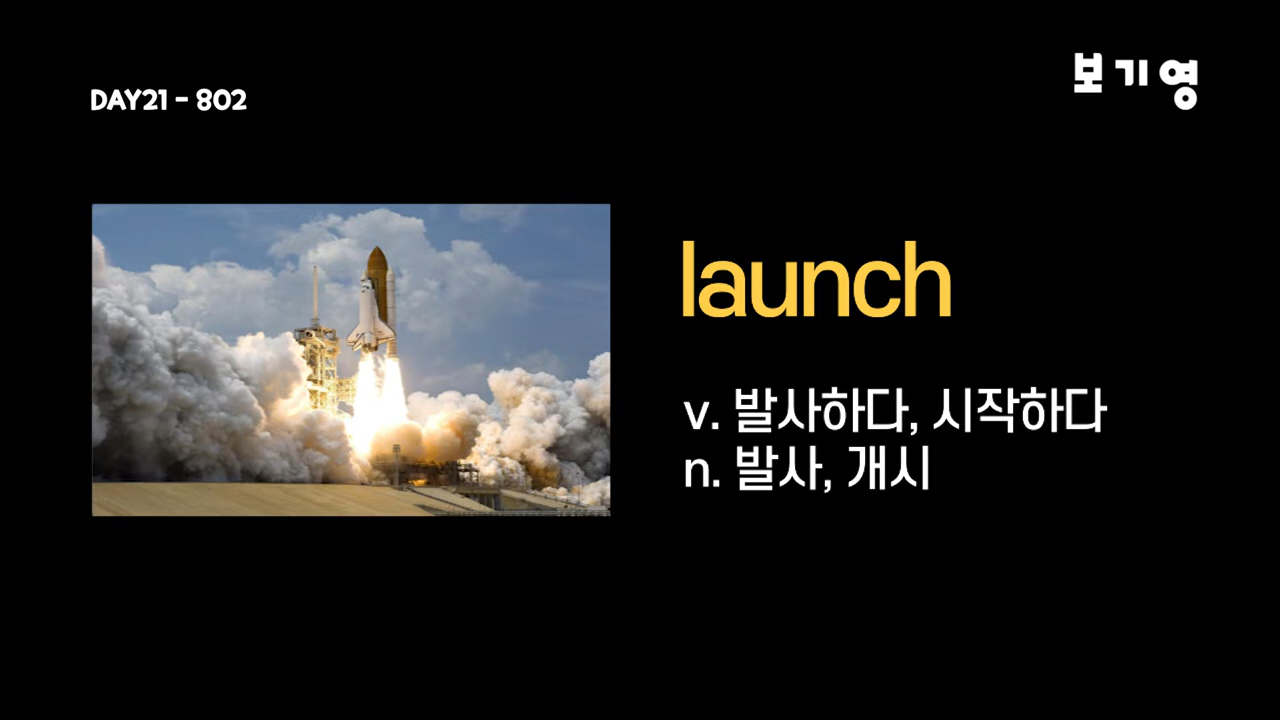 DAY21 - 802
보기영
launch
v. 발사하다, 시작하다
n. 발사, 개시